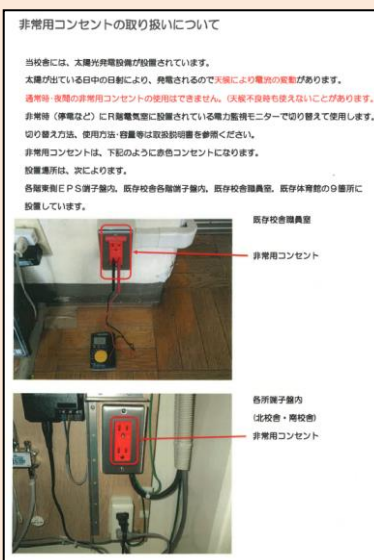 非常用コンセントの取り扱いについて
当校舎には、太陽光発電設備が設置されています。
太陽が出ている日中の日射により、発電されるので天候により電流の変動があります。
通常時・夜間の非常用コンセントの使用はできません。(天候不良時も使えないことがあります。
非常時（停電など）にR階電気室に設置されている電力監視モニターで切り替えて使用します。
切り替え方法、使用方法・容量等は取扱説明書を参照ください。
非常用コンセントは、下記のように赤色コンセントになります。
設置場所は、次によります。
各階東側EPS端子盤内、既存校舎各階端子盤内、既存校舎職員室、既存体育館の9箇所に
設置しています。
既存校舎職員室
非常用コンセント
各所端子盤内
(北校舎・南校舎)
非常用コンセント